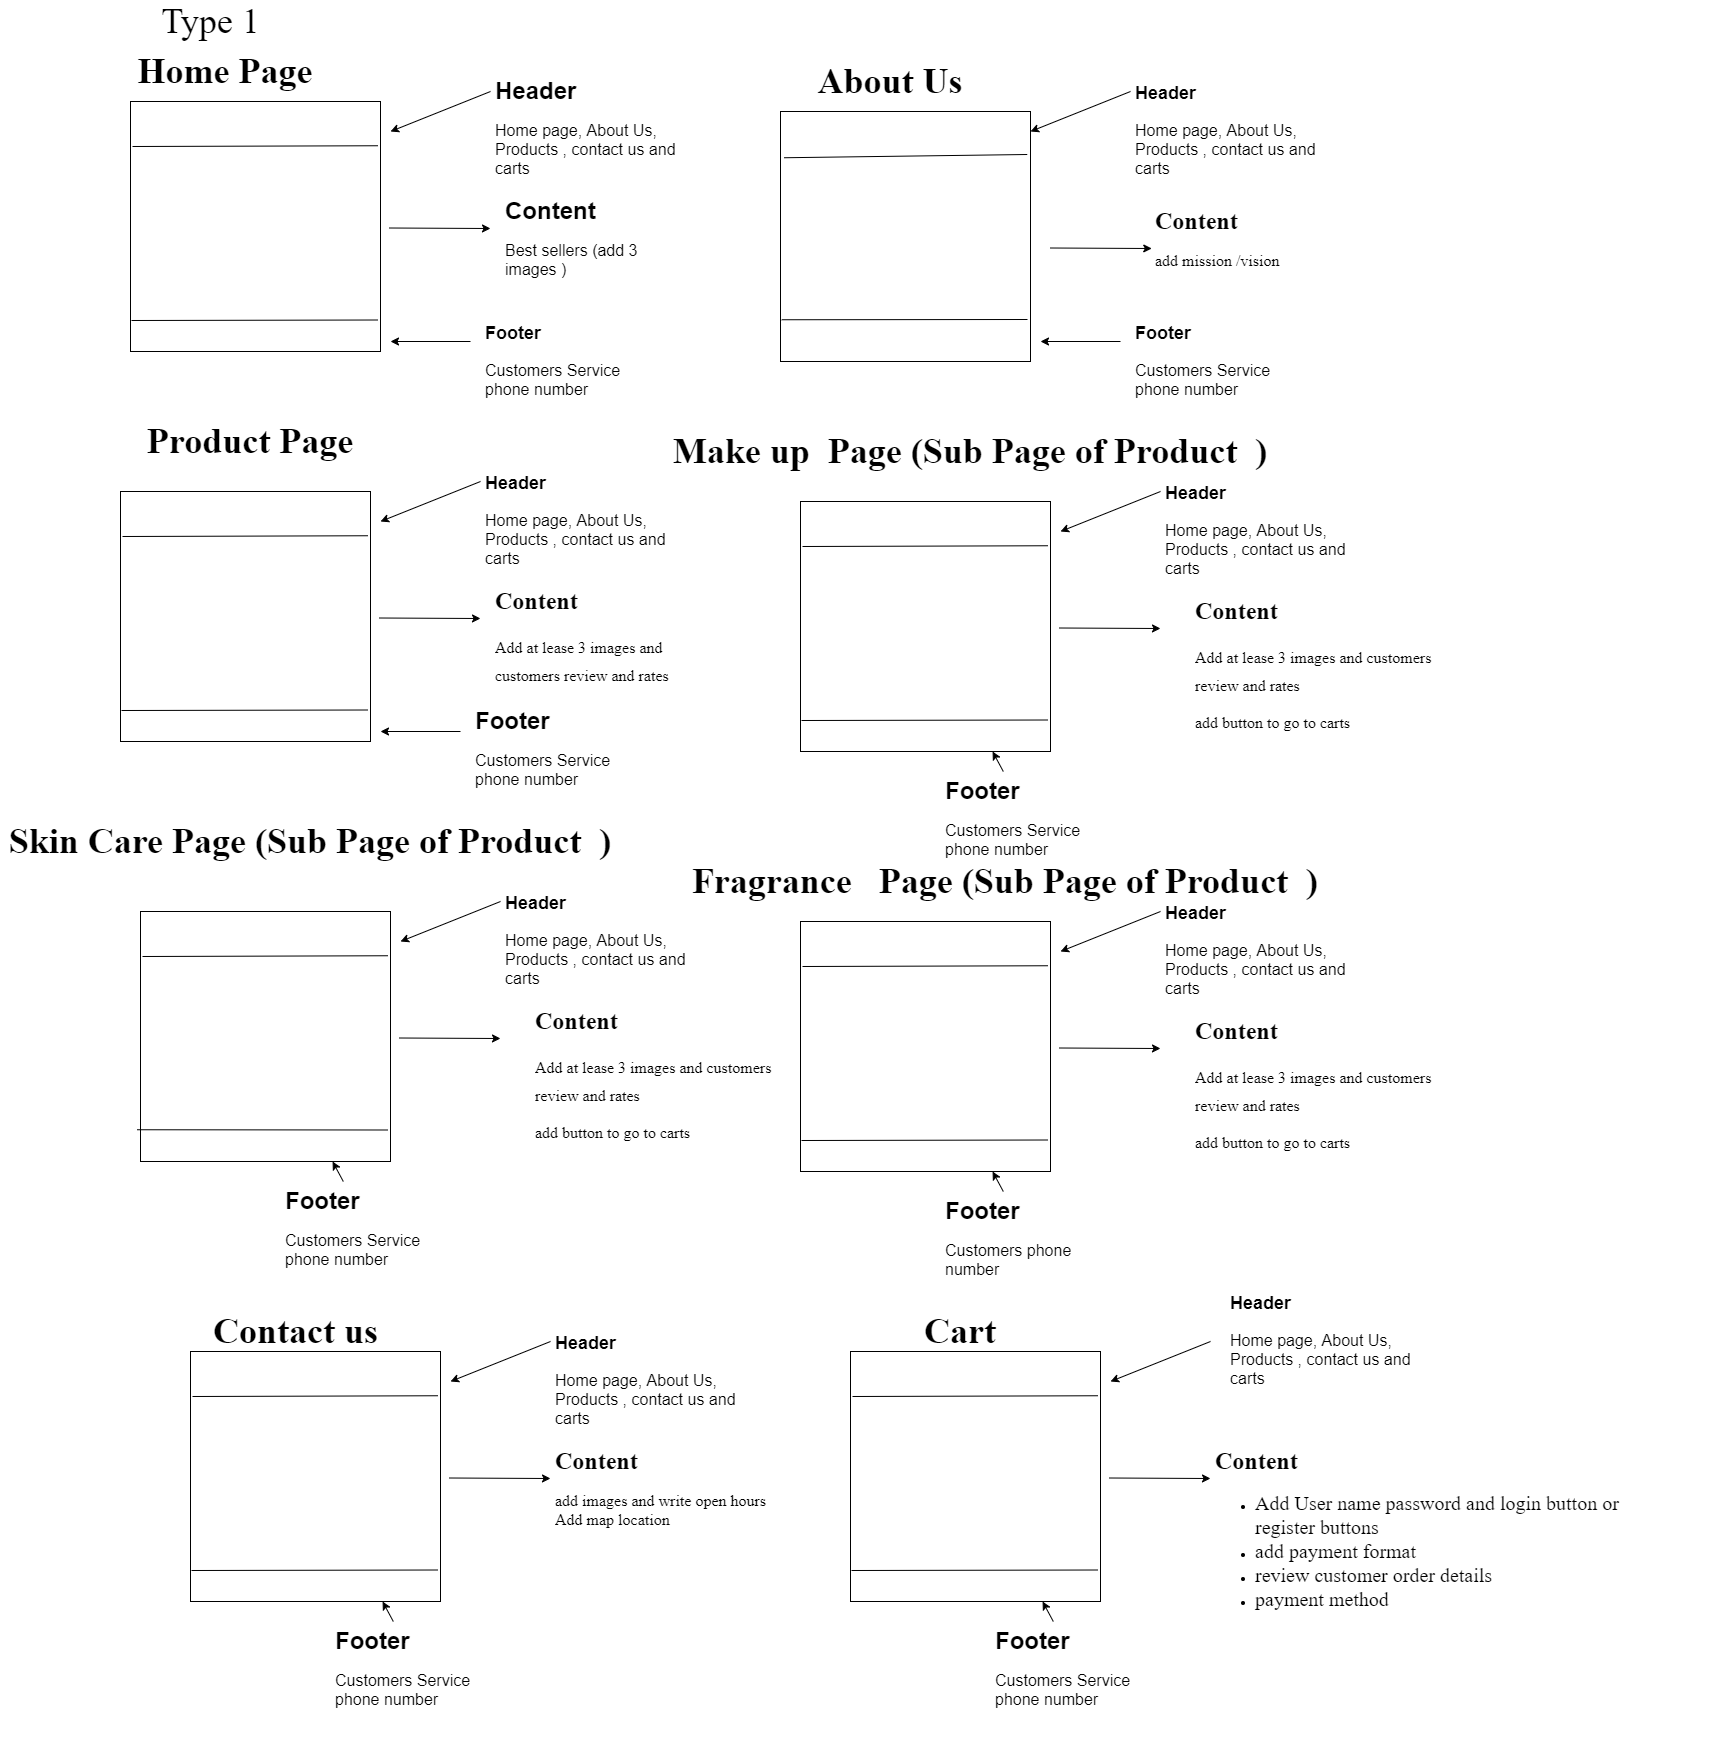 Type 1
Home Page
Header
Home page, About Us,
Products , contact us and
carts
Content
Best sellers (add 3
images )
Footer
Customers Service
phone number
About Us
Header
Home page, About Us,
Products , contact us and
carts
Content
add mission /vision
Footer
Customers Service
phone number
Product Page
Header
Home page, About Us,
Products , contact us and
carts
Content
Add at lease 3 images and
customers review and rates
Footer
Customers Service
phone number
Make up  Page (Sub Page of Product  )
Header
Home page, About Us,
Products , contact us and
carts
Content
Add at lease 3 images and customers
review and rates
add button to go to carts
Footer
Customers Service
phone number
Skin Care Page (Sub Page of Product  )
Header
Home page, About Us,
Products , contact us and
carts
Content
Add at lease 3 images and customers
review and rates
add button to go to carts
Footer
Customers Service
phone number
Fragrance   Page (Sub Page of Product  )
Header
Home page, About Us,
Products , contact us and
carts
Content
Add at lease 3 images and customers
review and rates
add button to go to carts
Footer
Customers phone
number
Contact us
Header
Home page, About Us,
Products , contact us and
carts
Content
add images and write open hours
Add map location
Footer
Customers Service
phone number
Cart
Header
Home page, About Us,
Products , contact us and
carts
Content
• Add User name password and login button or
register buttons
• add payment format
• review customer order details
• payment method
Footer
Customers Service
phone number